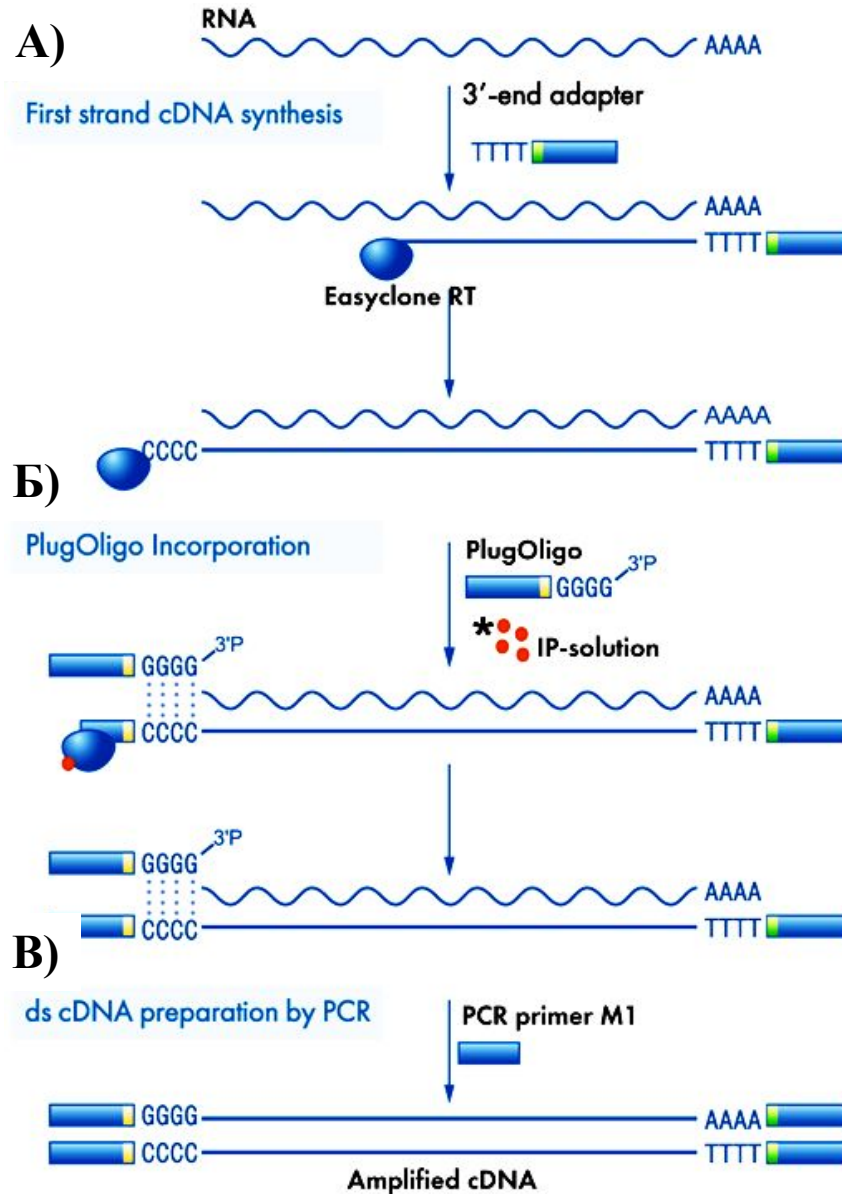 RNA
А)
AAAA
First strand cDNA synthesis
3’-end adapter
TTTT
AAAA
TTTT
Easyclone RT
AAAA
CCCC
TTTT
Б)
PlugOligo Incorporation
PlugOligo
GGGG 3'P
*
IP-solution
GGGG 3'P
AAAA
CCCC
TTTT
GGGG 3'P
AAAA
CCCC
TTTT
В)
ds cDNA preparation by PCR
PCR primer M1
GGGG
AAAA
CCCC
TTTT
Amplified cDNA